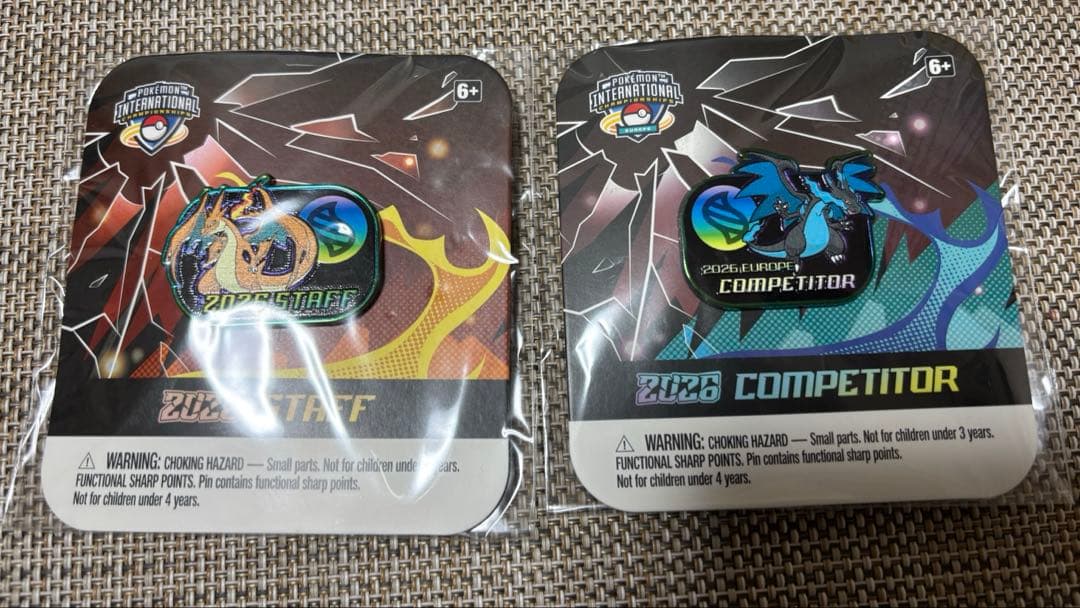 POKÉMON
INTERNATIONAL
CHAMPIONSHIPS
6+
2026 STAFF
2026 STAFF
WARNING: CHOKING HAZARD — Small parts. Not for children under years.
FUNCTIONAL SHARP POINTS. Pin contains functional sharp points.
Not for children under 4 years.
POKÉMON
INTERNATIONAL
CHAMPIONSHIPS
EUROPE
6+
2026 EUROPE
COMPETITOR
2026 COMPETITOR
WARNING: CHOKING HAZARD — Small parts. Not for children under 3 years.
FUNCTIONAL SHARP POINTS. Pin contains functional sharp points.
Not for children under 4 years.